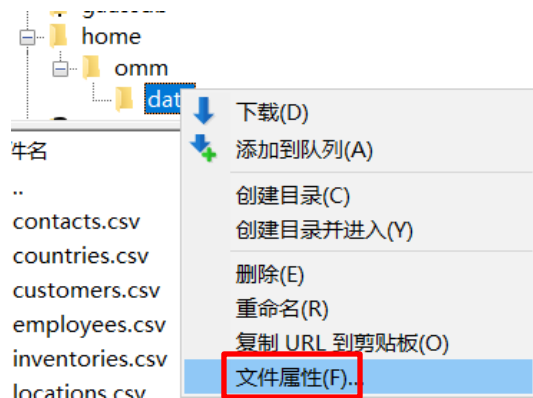 home
omm
dat
下载(D)
添加到队列(A)
件名
创建目录(C)
..
创建目录并进入(Y)
contacts.csv
countries.csv
删除(E)
customers.csv
重命名(R)
employees.csv
复制 URL 到剪贴板(O)
inventories.csv
文件属性(F)...
locations.csv